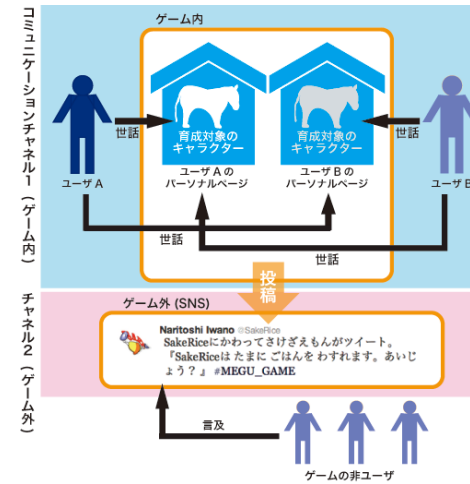 コミュニケーションチャネル1（ゲーム内）
ゲーム内
世話
育成対象の
キャラクター
育成対象の
キャラクター
世話
ユーザA
ユーザAの
パーソナルページ
ユーザBの
パーソナルページ
ユーザB
世話
世話
投稿
チャネル2（ゲーム外）
ゲーム外 (SNS)
Naritoshi Iwano @SakeRice
SakeRiceにかわってさけざえもんがツイート。
『SakeRiceは たまに ごはんを わすれます。あいじ
ょう？ 』 #MEGU_GAME
言及
ゲームの非ユーザ